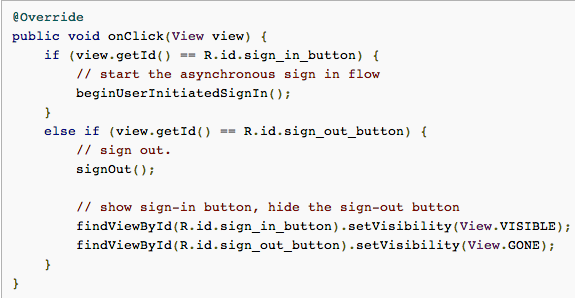 @Override
public void onClick(View view) {
    if (view.getId() == R.id.sign_in_button) {
        // start the asynchronous sign in flow
        beginUserInitiatedSignIn();
    }
    else if (view.getId() == R.id.sign_out_button) {
        // sign out.
        signOut();

        // show sign-in button, hide the sign-out button
        findViewById(R.id.sign_in_button).setVisibility(View.VISIBLE);
        findViewById(R.id.sign_out_button).setVisibility(View.GONE);
    }
}